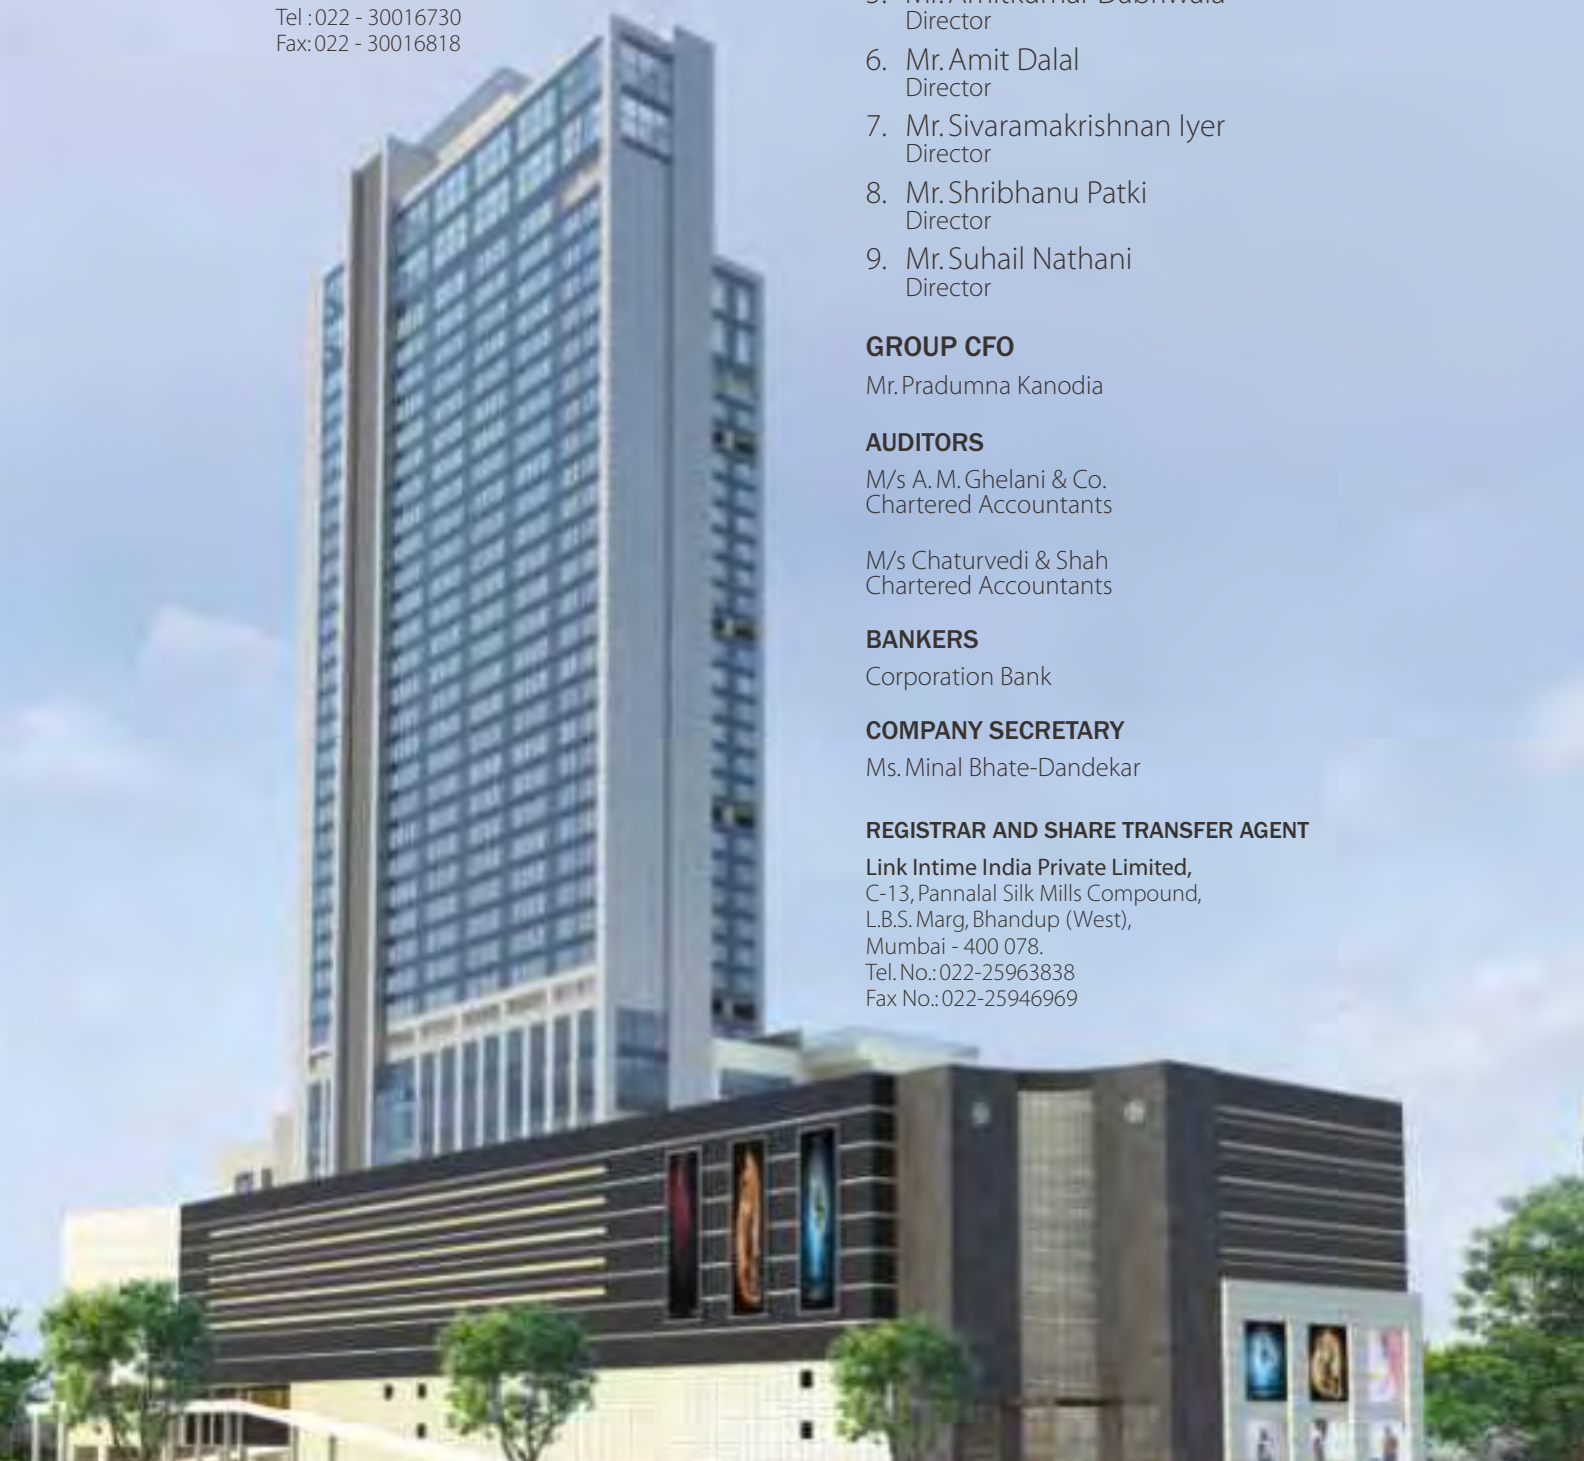 Tel : 022 - 30016730
Fax: 022 - 30016818
Director
6. Mr. Amit Dalal
Director
7. Mr. Sivaramakrishnan Iyer
Director
8. Mr. Shribhanu Patki
Director
9. Mr. Suhail Nathani
Director
GROUP CFO
Mr. Pradumna Kanodia
AUDITORS
M/s A. M. Ghelani & Co.
Chartered Accountants
M/s Chaturvedi & Shah
Chartered Accountants
BANKERS
Corporation Bank
COMPANY SECRETARY
Ms. Minal Bhate-Dandekar
REGISTRAR AND SHARE TRANSFER AGENT
Link Intime India Private Limited,
C-13, Pannalal Silk Mills Compound,
L.B.S. Marg, Bhandup (West),
Mumbai - 400 078.
Tel. No.: 022-25963838
Fax No.: 022-25946969